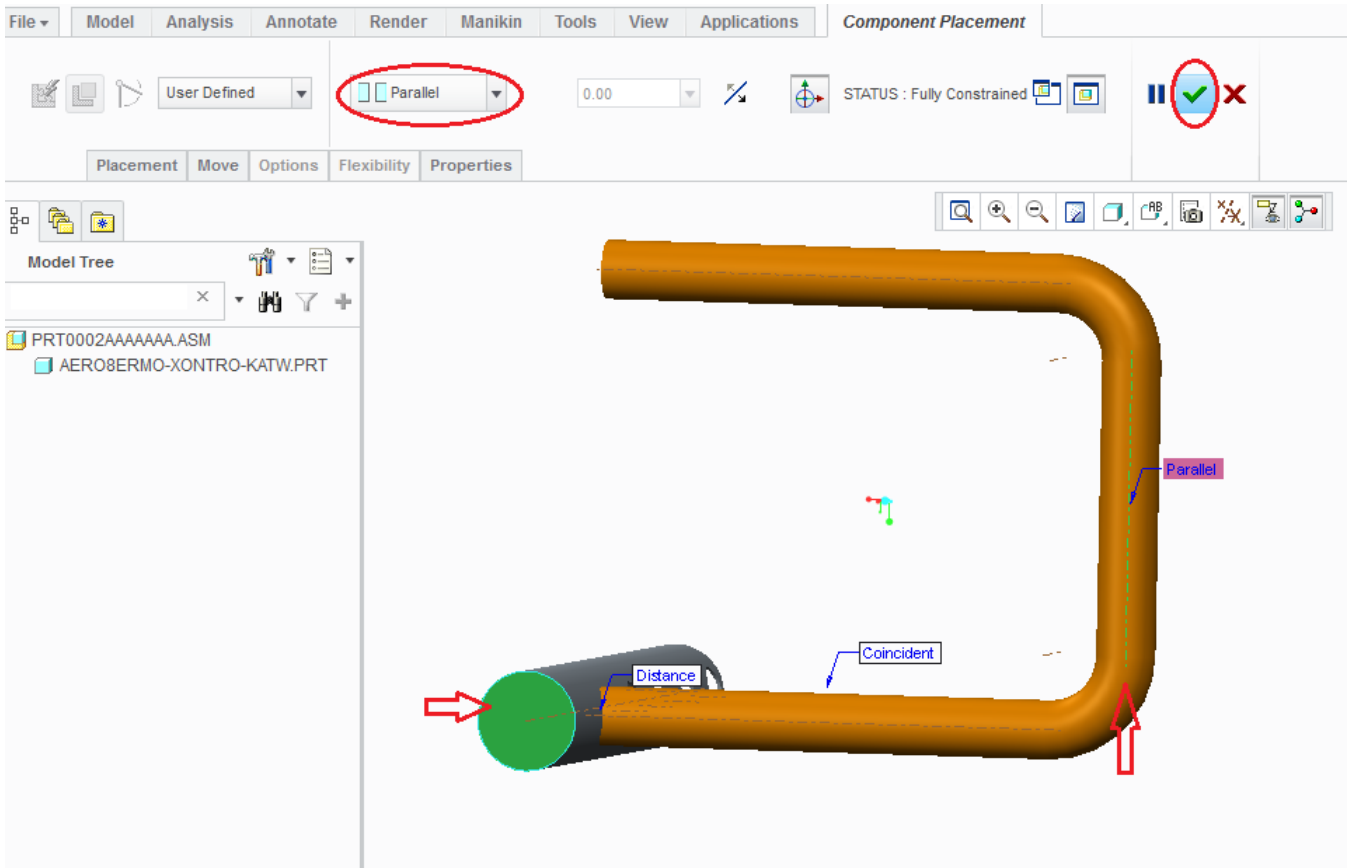 File Model Analysis Annotate Render Manikin Tools View Applications Component Placement
User Defined Parallel 0.00 STATUS : Fully Constrained
Placement Move Options Flexibility Properties
AB
Model Tree
PRT0002AAAAAAA.ASM
AERO8ERMO-XONTRO-KATW.PRT
Parallel
Coincident
Distance